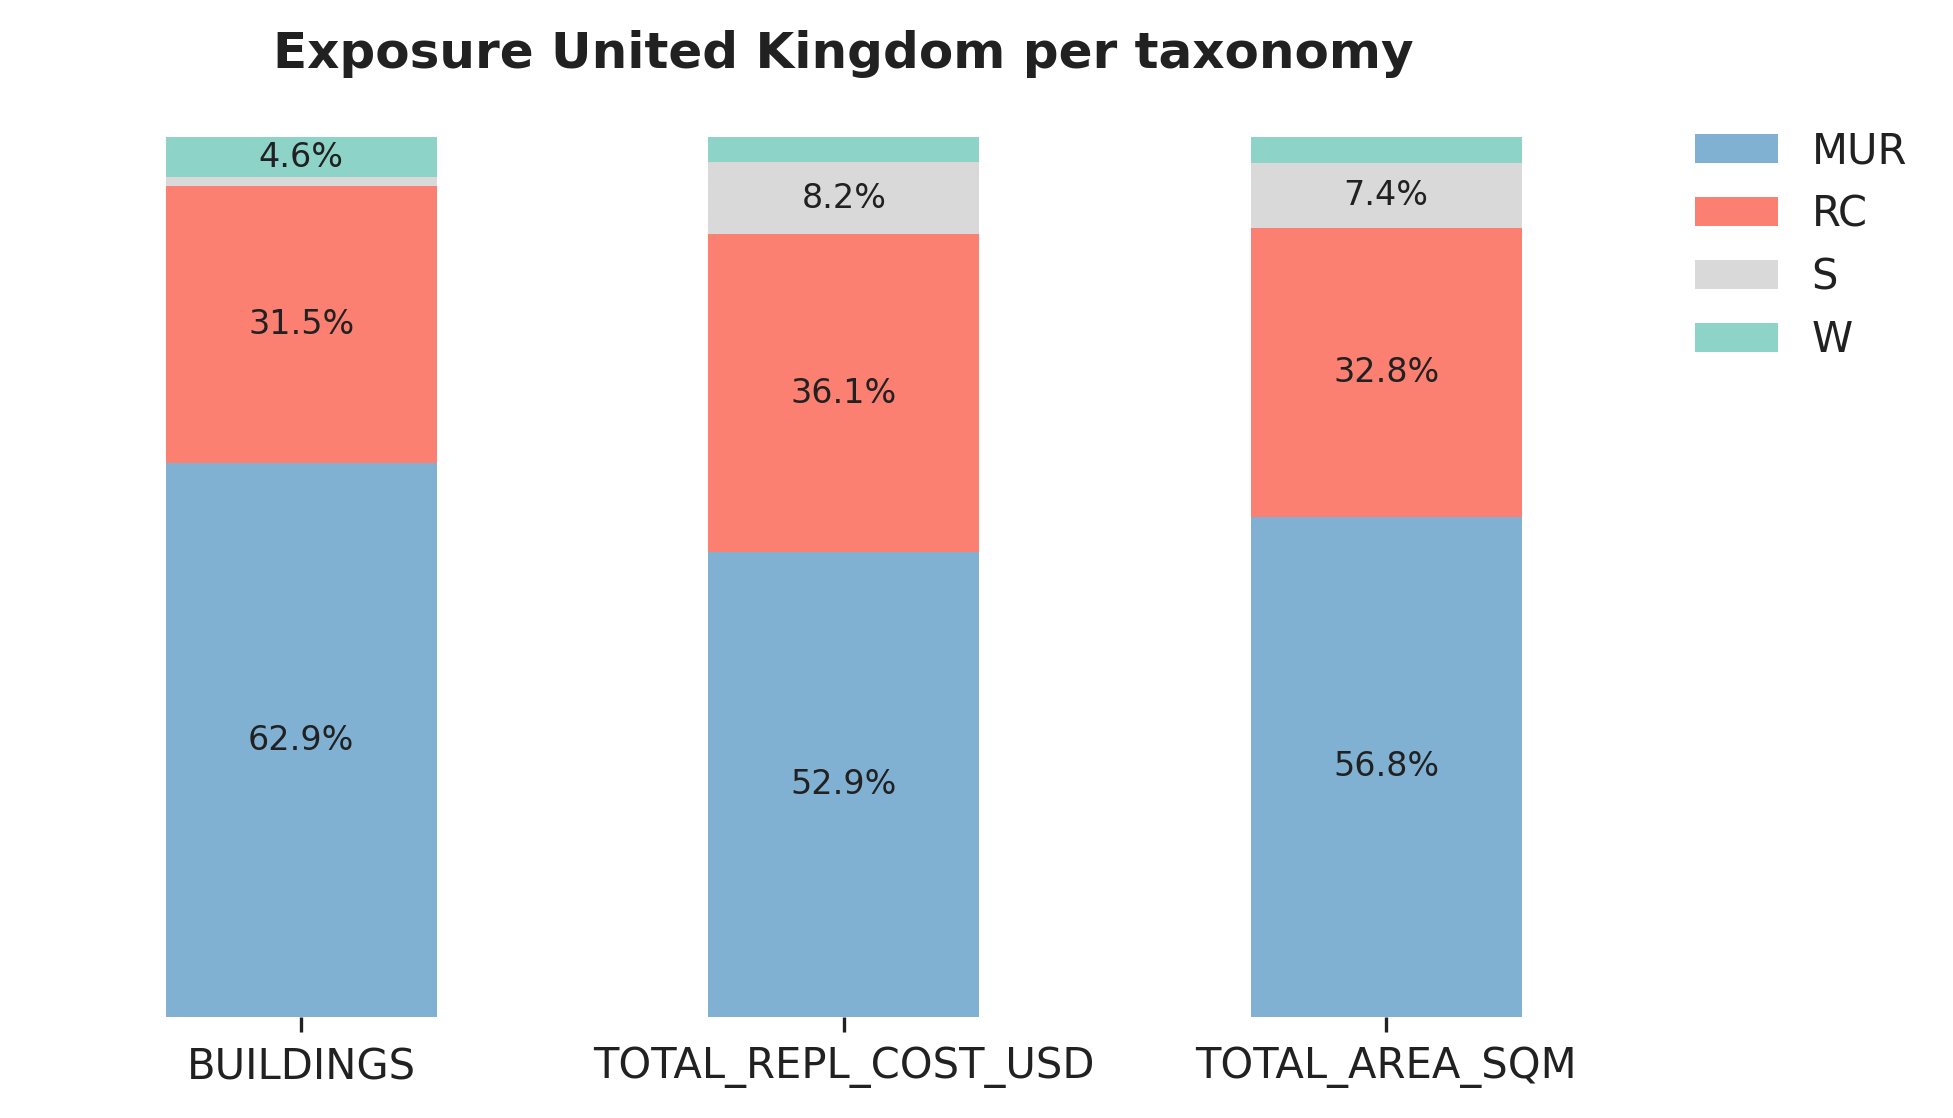 Exposure United Kingdom per taxonomy
4.6%
31.5%
62.9%
8.2%
36.1%
52.9%
7.4%
32.8%
56.8%
MUR
RC
S
W
BUILDINGS
TOTAL_REPL_COST_USD
TOTAL_AREA_SQM